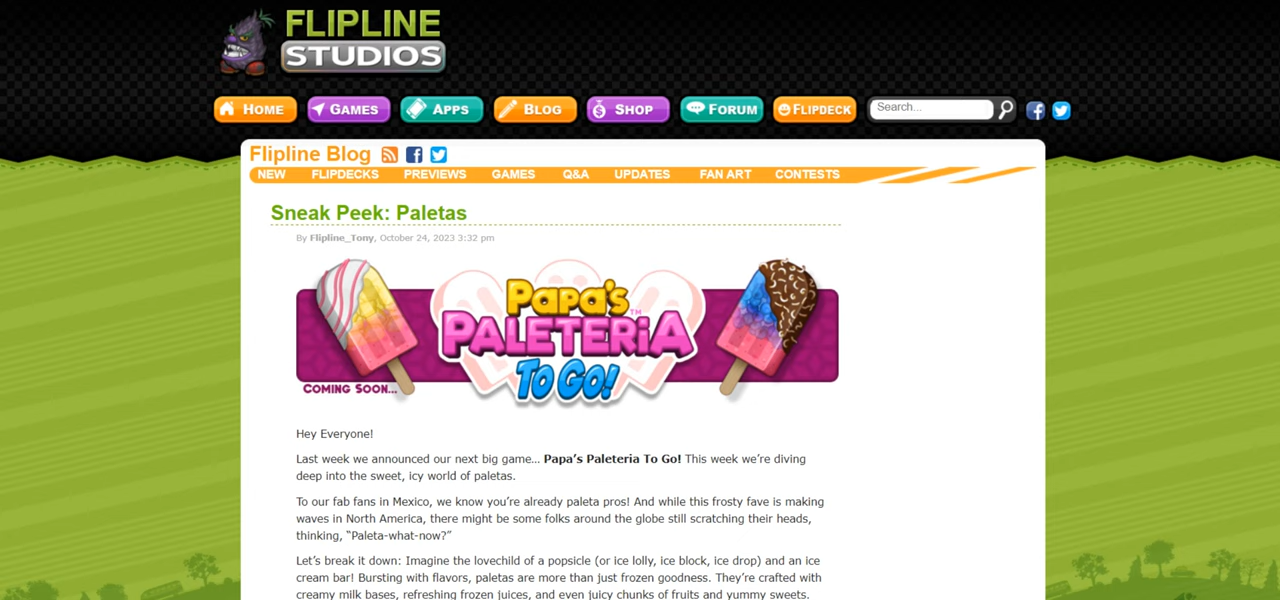 FLIPLINE
STUDIOS
HOME GAMES APPS BLOG SHOP FORUM FLIPDECK Search...
Flipline Blog
NEW FLIPDECKS PREVIEWS GAMES Q&A UPDATES FAN ART CONTESTS
Sneak Peek: Paletas
By Flipline_Tony, October 24, 2023 3:32 pm
Papa's
PALETERiA™
To Go!
COMING SOON...
Hey Everyone!
Last week we announced our next big game… Papa’s Paleteria To Go! This week we’re diving
deep into the sweet, icy world of paletas.
To our fab fans in Mexico, we know you’re already paleta pros! And while this frosty fave is making
waves in North America, there might be some folks around the globe still scratching their heads,
thinking, “Paleta-what-now?”
Let’s break it down: Imagine the lovechild of a popsicle (or ice lolly, ice block, ice drop) and an ice
cream bar! Bursting with flavors, paletas are more than just frozen goodness. They’re crafted with
creamy milk bases, refreshing frozen juices, and even juicy chunks of fruits and yummy sweets.